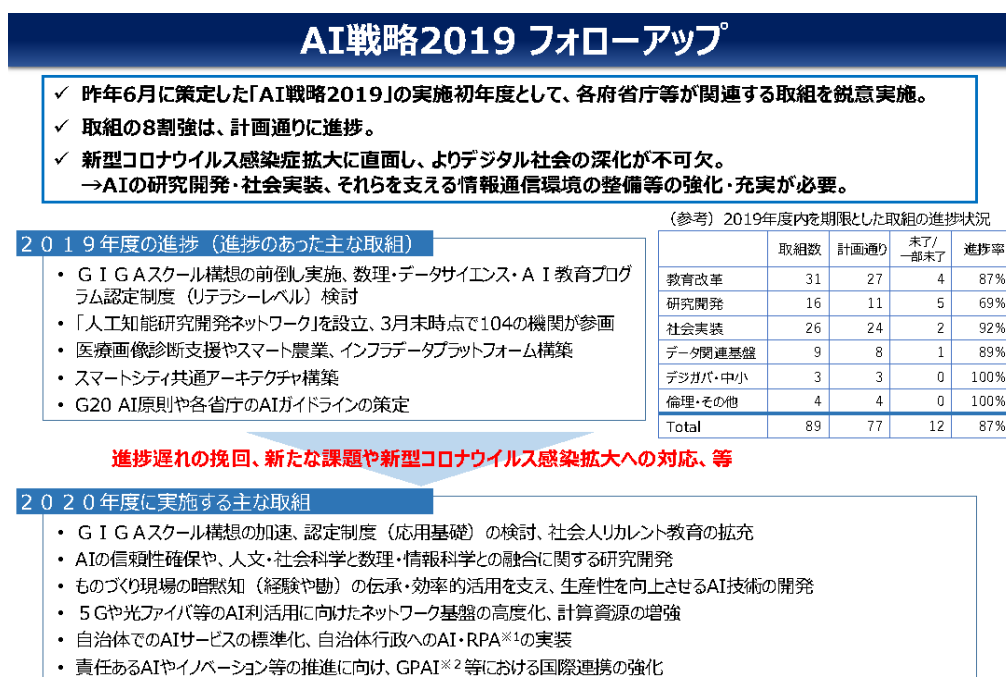 AI戦略2019 フォローアップ
✓ 昨年6月に策定した「AI戦略2019」の実施初年度として、各府省庁等が関連する取組を鋭意実施。
✓ 取組の8割強は、計画通りに進捗。
✓ 新型コロナウイルス感染症拡大に直面し、よりデジタル社会の深化が不可欠。
→AIの研究開発・社会実装、それらを支える情報通信環境の整備等の強化・充実が必要。
2019年度の進捗(進捗のあった主な取組)
• GIGAスクール構想の前倒し実施、数理・データサイエンス・AI教育プログ
ラム認定制度(リテラシーレベル)検討
• 「人工知能研究開発ネットワーク」を設立、3月末時点で104の機関が参画
• 医療画像診断支援やスマート農業、インフラデータプラットフォーム構築
• スマートシティ共通アーキテクチャ構築
• G20 AI原則や各省庁のAIガイドラインの策定
(参考)2019年度内を期限とした取組の進捗状況
取組数 計画通り 未了/一部未了 進捗率
教育改革 31 27 4 87%
研究開発 16 11 5 69%
社会実装 26 24 2 92%
データ関連基盤 9 8 1 89%
デジガバ・中小 3 3 0 100%
倫理・その他 4 4 0 100%
Total 89 77 12 87%
進捗遅れの挽回、新たな課題や新型コロナウイルス感染拡大への対応、等
2020年度に実施する主な取組
• GIGAスクール構想の加速、認定制度(応用基礎)の検討、社会人リカレント教育の拡充
• AIの信頼性確保や、人文・社会科学と数理・情報科学との融合に関する研究開発
• ものづくり現場の暗黙知(経験や勘)の伝承・効率的活用を支え、生産性を向上させるAI技術の開発
• 5Gや光ファイバ等のAI利活用に向けたネットワーク基盤の高度化、計算資源の増強
• 自治体でのAIサービスの標準化、自治体行政へのAI・RPA※1の実装
• 責任あるAIやイノベーション等の推進に向け、GPAI※2等における国際連携の強化